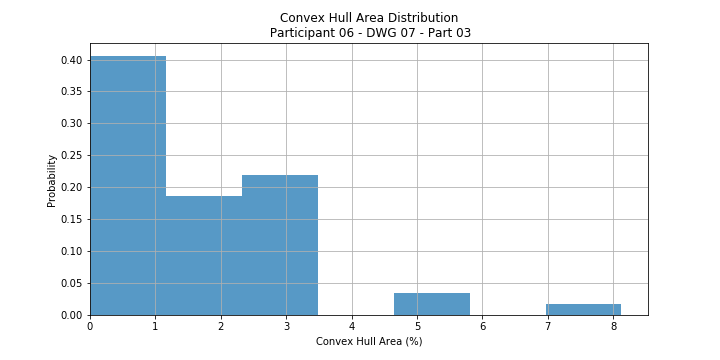 Convex Hull Area Distribution
Participant 06 - DWG 07 - Part 03
0.40
0.35
0.30
0.25
0.20
0.15
0.10
0.05
0.00
Probability
0 1 2 3 4 5 6 7 8
Convex Hull Area (%)